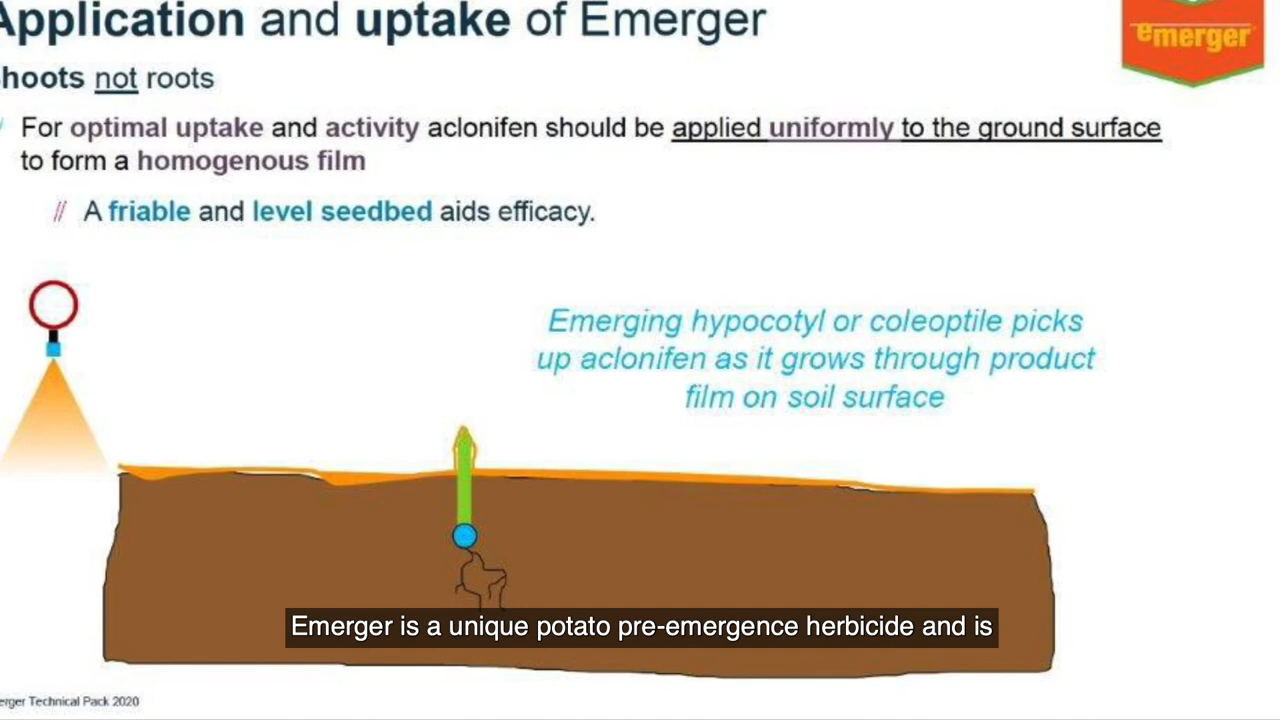 Application and uptake of Emerger
emerger
hoots not roots
For optimal uptake and activity aclonifen should be applied uniformly to the ground surface
to form a homogenous film
// A friable and level seedbed aids efficacy.
Emerging hypocotyl or coleoptile picks
up aclonifen as it grows through product
film on soil surface
Emerger is a unique potato pre-emergence herbicide and is
erger Technical Pack 2020